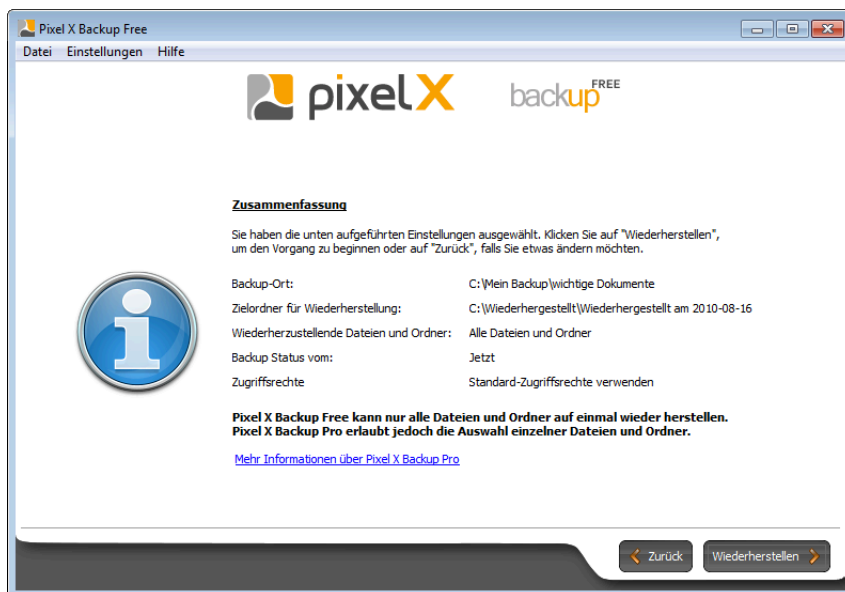 Pixel X Backup Free
Datei Einstellungen Hilfe
pixelX backup FREE
Zusammenfassung
Sie haben die unten aufgeführten Einstellungen ausgewählt. Klicken Sie auf "Wiederherstellen",
um den Vorgang zu beginnen oder auf "Zurück", falls Sie etwas ändern möchten.
Backup-Ort: C:\Mein Backup\wichtige Dokumente
Zielordner für Wiederherstellung: C:\Wiederhergestellt\Wiederhergestellt am 2010-08-16
Wiederherzustellende Dateien und Ordner: Alle Dateien und Ordner
Backup Status vom: Jetzt
Zugriffsrechte Standard-Zugriffsrechte verwenden
Pixel X Backup Free kann nur alle Dateien und Ordner auf einmal wieder herstellen.
Pixel X Backup Pro erlaubt jedoch die Auswahl einzelner Dateien und Ordner.
Mehr Informationen über Pixel X Backup Pro
Zurück Wiederherstellen